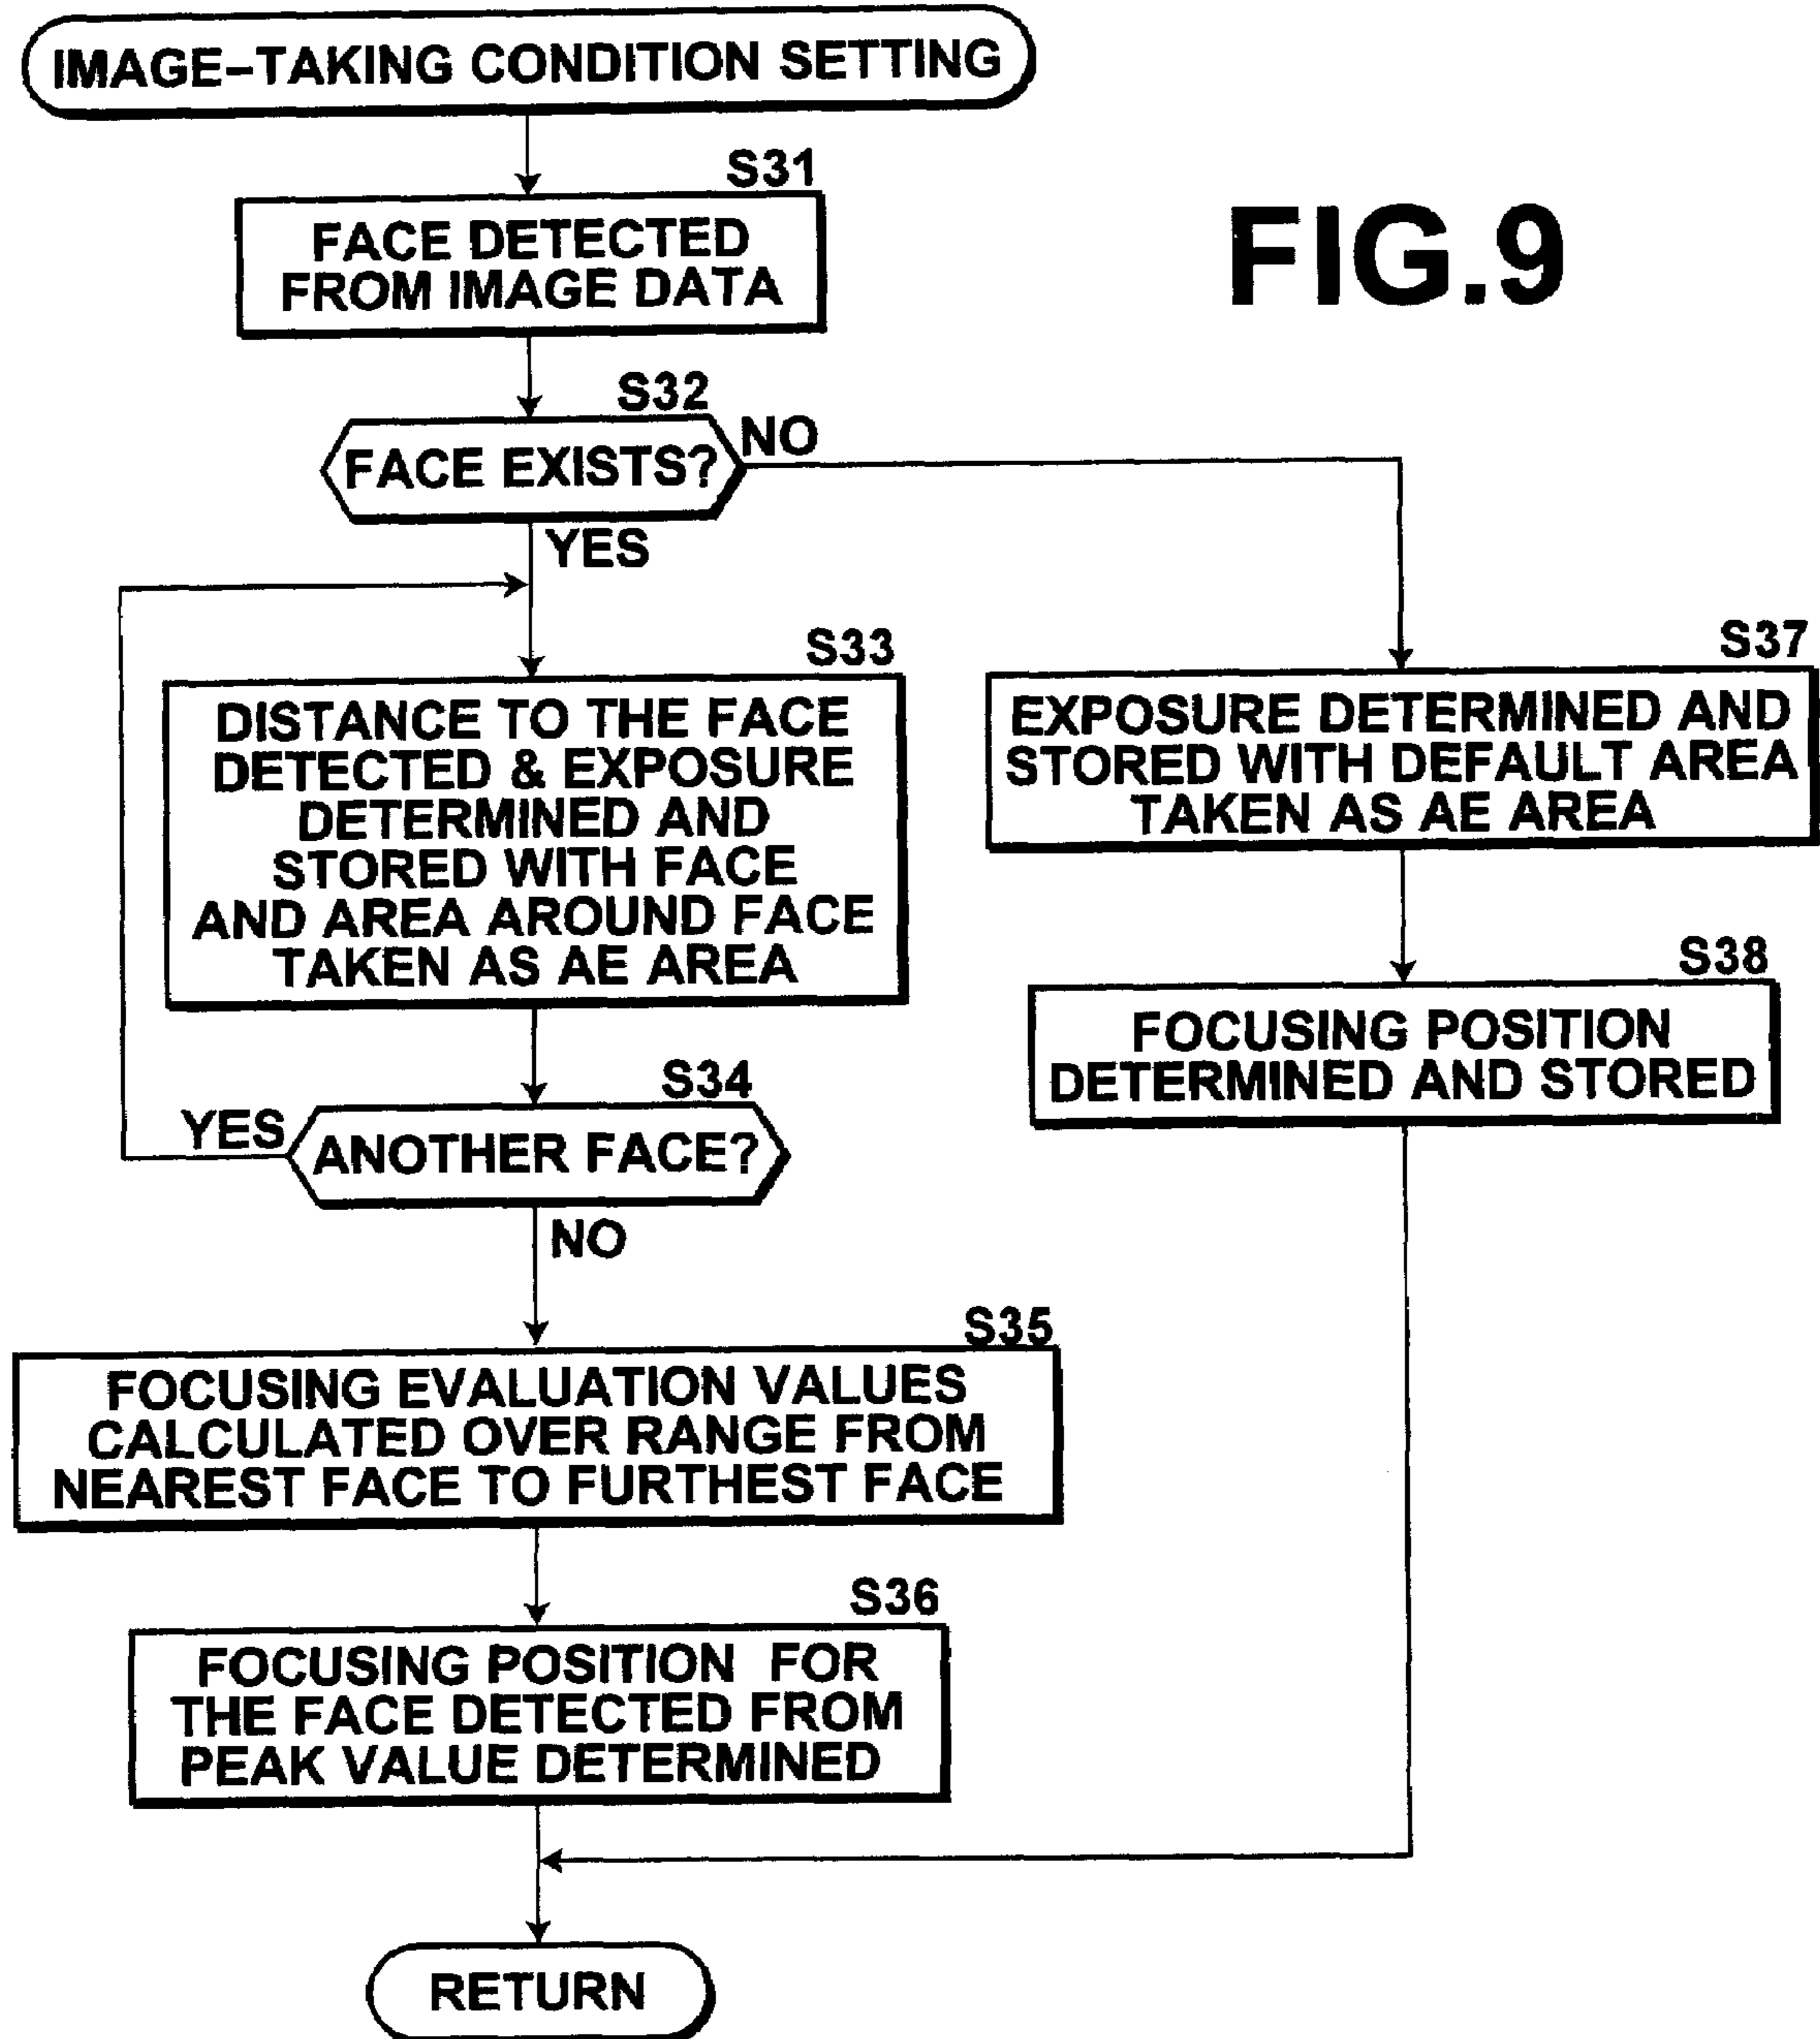 IMAGE-TAKING CONDITION SETTING
S31
FACE DETECTED
FROM IMAGE DATA
FIG.9
S32
FACE EXISTS?
NO
YES
S33
DISTANCE TO THE FACE
DETECTED & EXPOSURE
DETERMINED AND
STORED WITH FACE
AND AREA AROUND FACE
TAKEN AS AE AREA
S37
EXPOSURE DETERMINED AND
STORED WITH DEFAULT AREA
TAKEN AS AE AREA
S38
FOCUSING POSITION
DETERMINED AND STORED
S34
YES
ANOTHER FACE?
NO
S35
FOCUSING EVALUATION VALUES
CALCULATED OVER RANGE FROM
NEAREST FACE TO FURTHEST FACE
S36
FOCUSING POSITION FOR
THE FACE DETECTED FROM
PEAK VALUE DETERMINED
RETURN